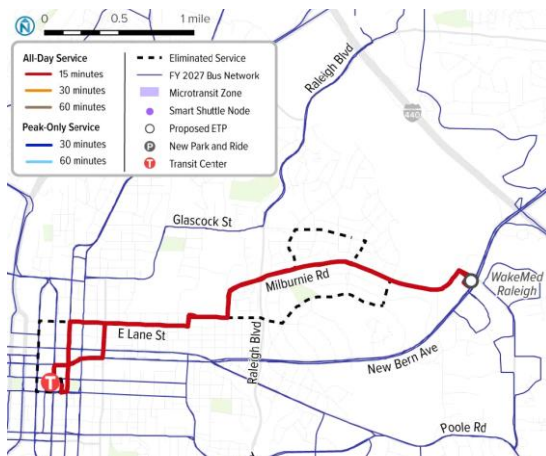 N
0 0.5 1 mile
All-Day Service
15 minutes
30 minutes
60 minutes
Peak-Only Service
30 minutes
60 minutes
Eliminated Service
FY 2027 Bus Network
Microtransit Zone
Smart Shuttle Node
Proposed ETP
P New Park and Ride
T Transit Center
Raleigh Blvd
440
Glascock St
Milburnie Rd
WakeMed
Raleigh
E Lane St
Raleigh Blvd
New Bern Ave
T
Poole Rd